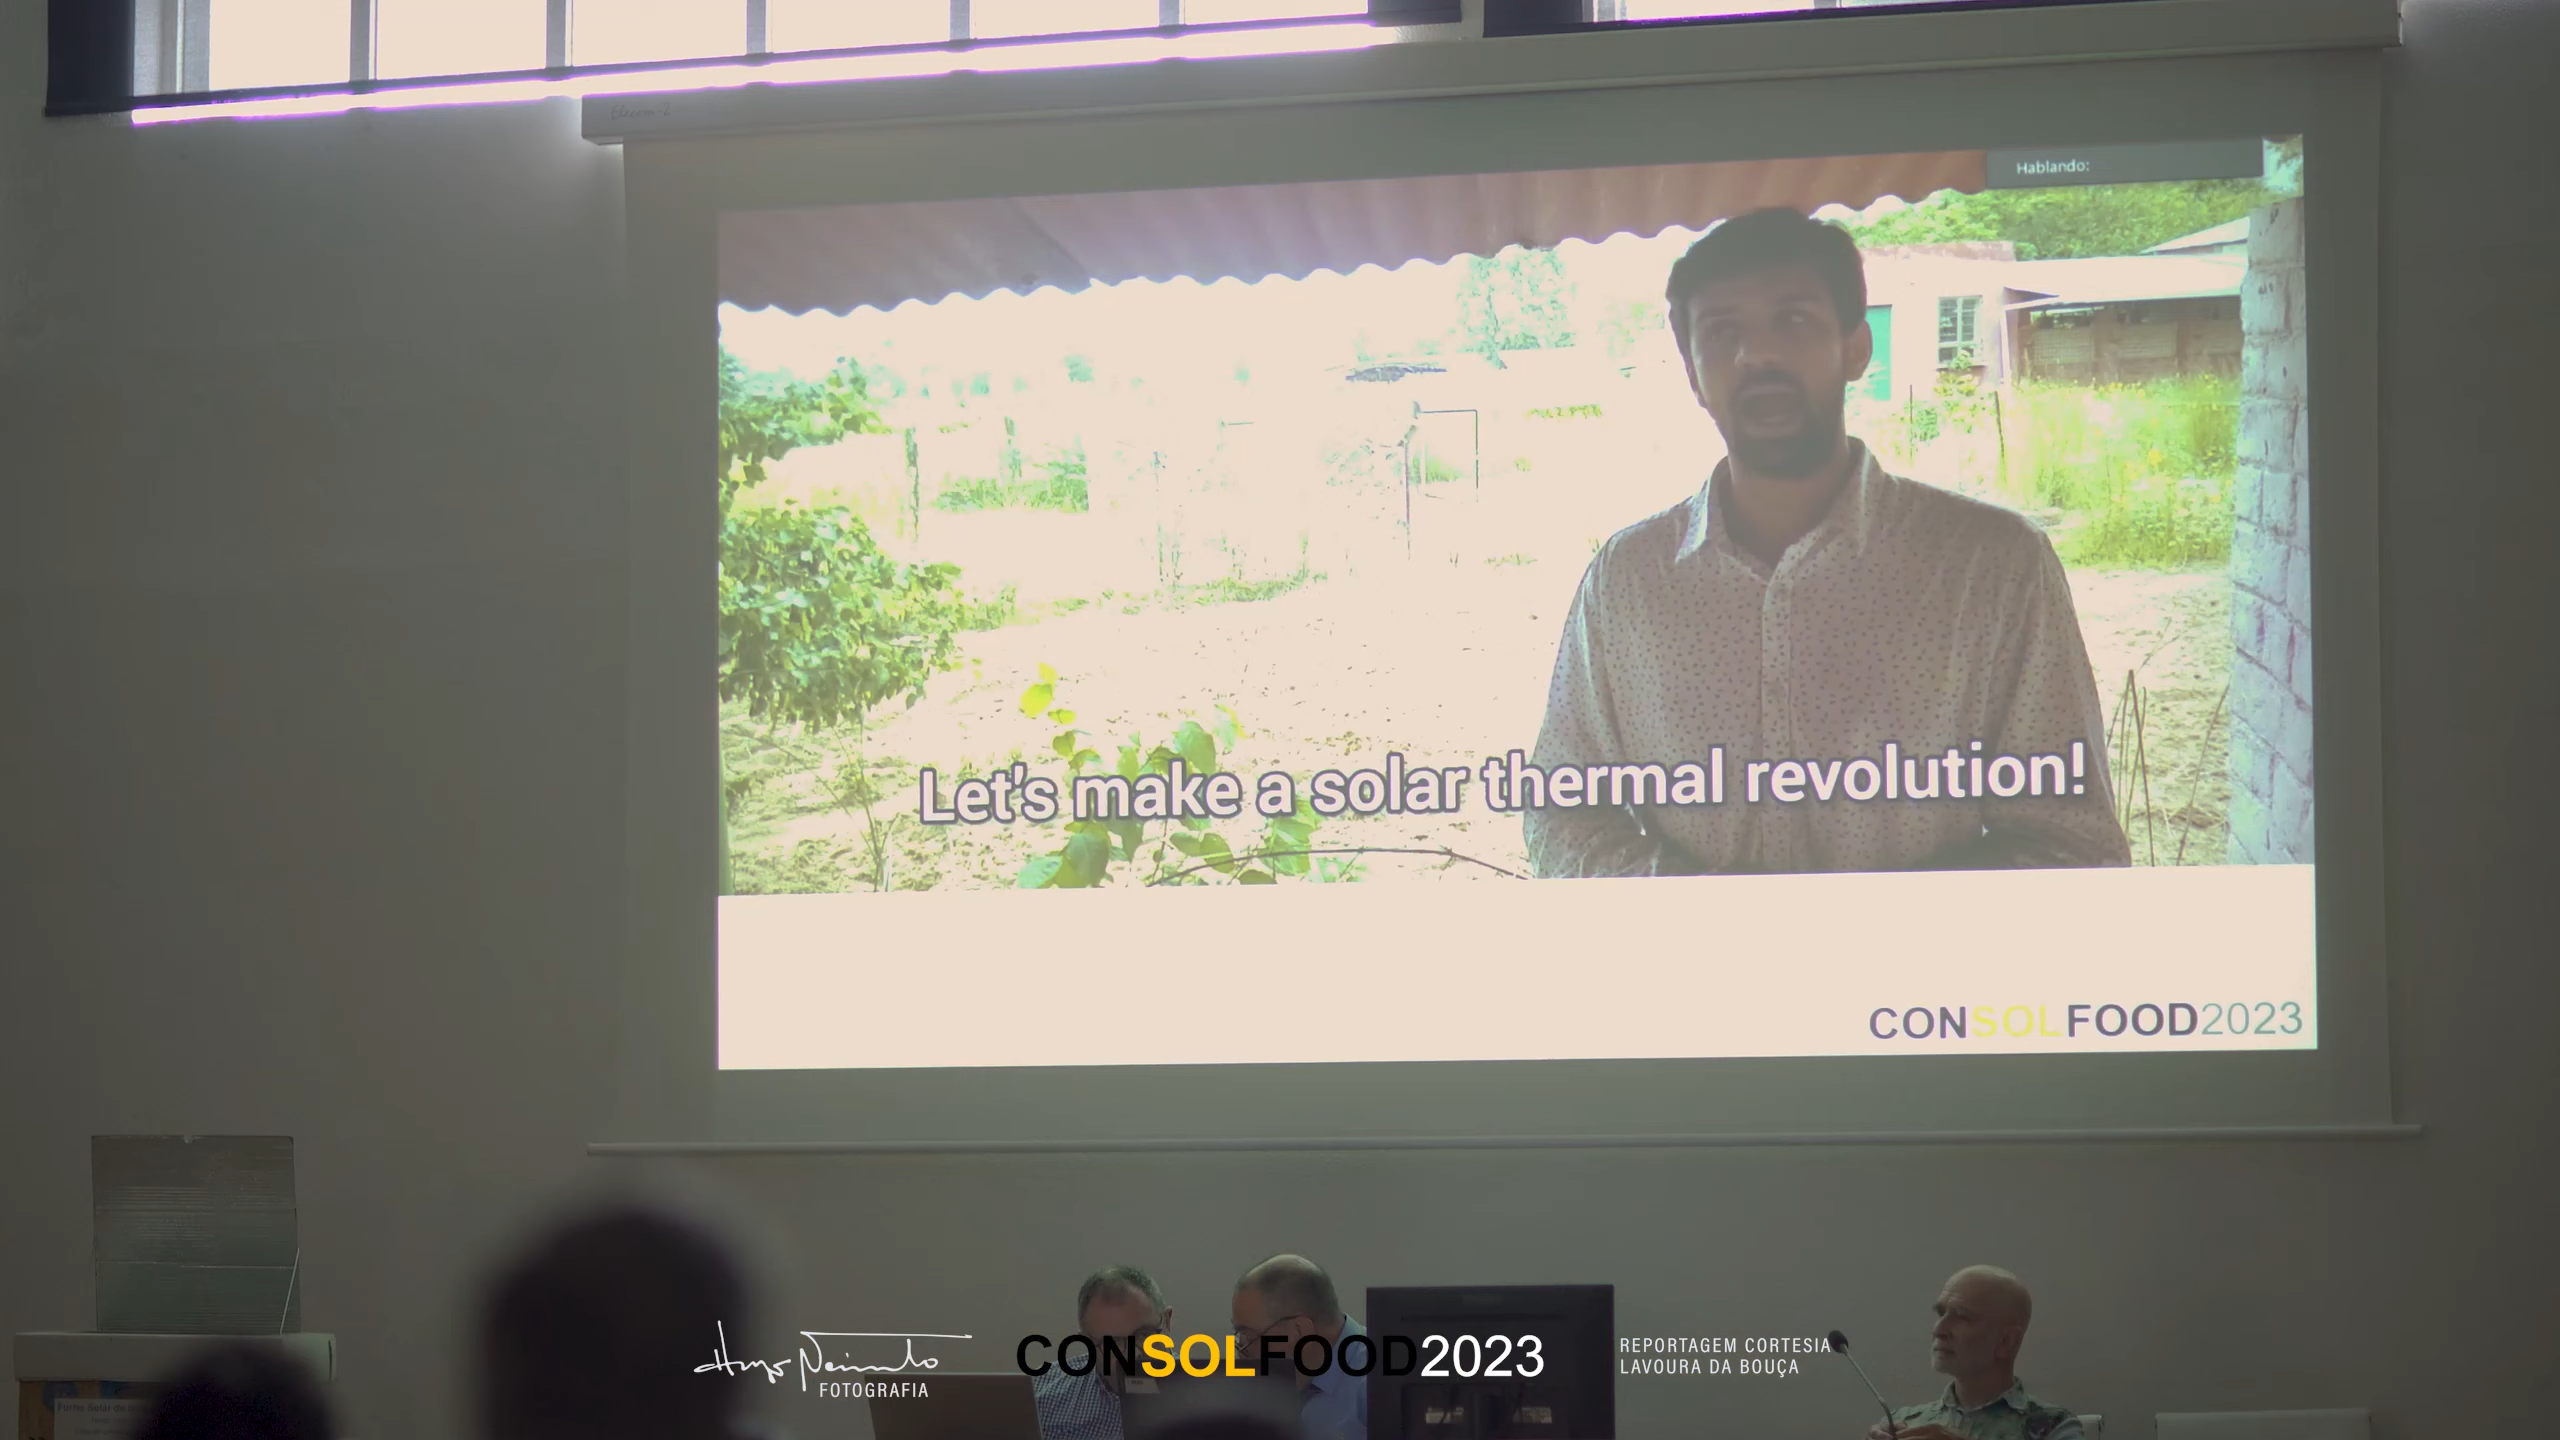 Hablando:
Let's make a solar thermal revolution!
CONSOLFOOD2023
FOTOGRAFIA
CONSOLFOOD2023
REPORTAGEM CORTESIA
LAVOURA DA BOUÇA